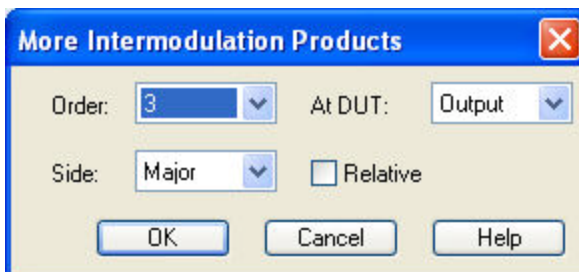 More Intermodulation Products
Order: 3 At DUT: Output
Side: Major Relative
OK Cancel Help